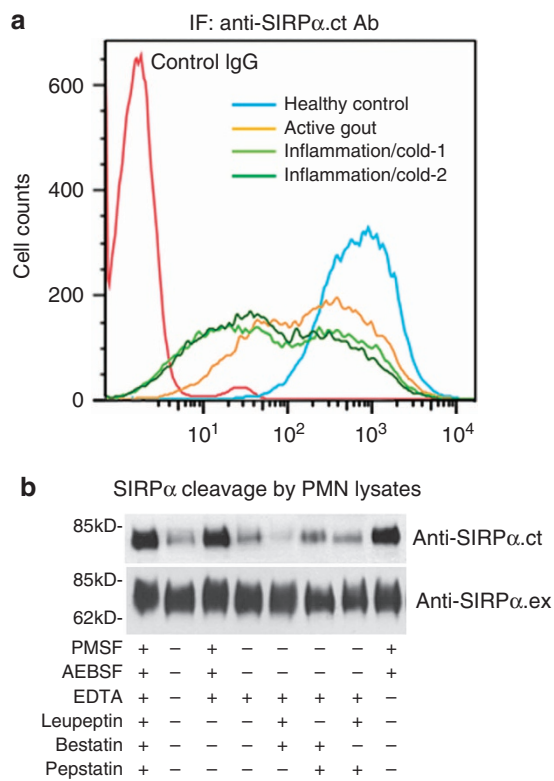 a
IF: anti-SIRPα.ct Ab
Control IgG
Healthy control
Active gout
Inflammation/cold-1
Inflammation/cold-2
Cell counts
600
400
200
0
10¹ 10² 10³ 10⁴
b
SIRPα cleavage by PMN lysates
85kD-
Anti-SIRPα.ct
85kD-
Anti-SIRPα.ex
62kD-
PMSF + – + – – – – +
AEBSF + – + – – – – +
EDTA + – + + + + + –
Leupeptin + – – – + – + –
Bestatin + – – – + + – –
Pepstatin + – – – – + + –